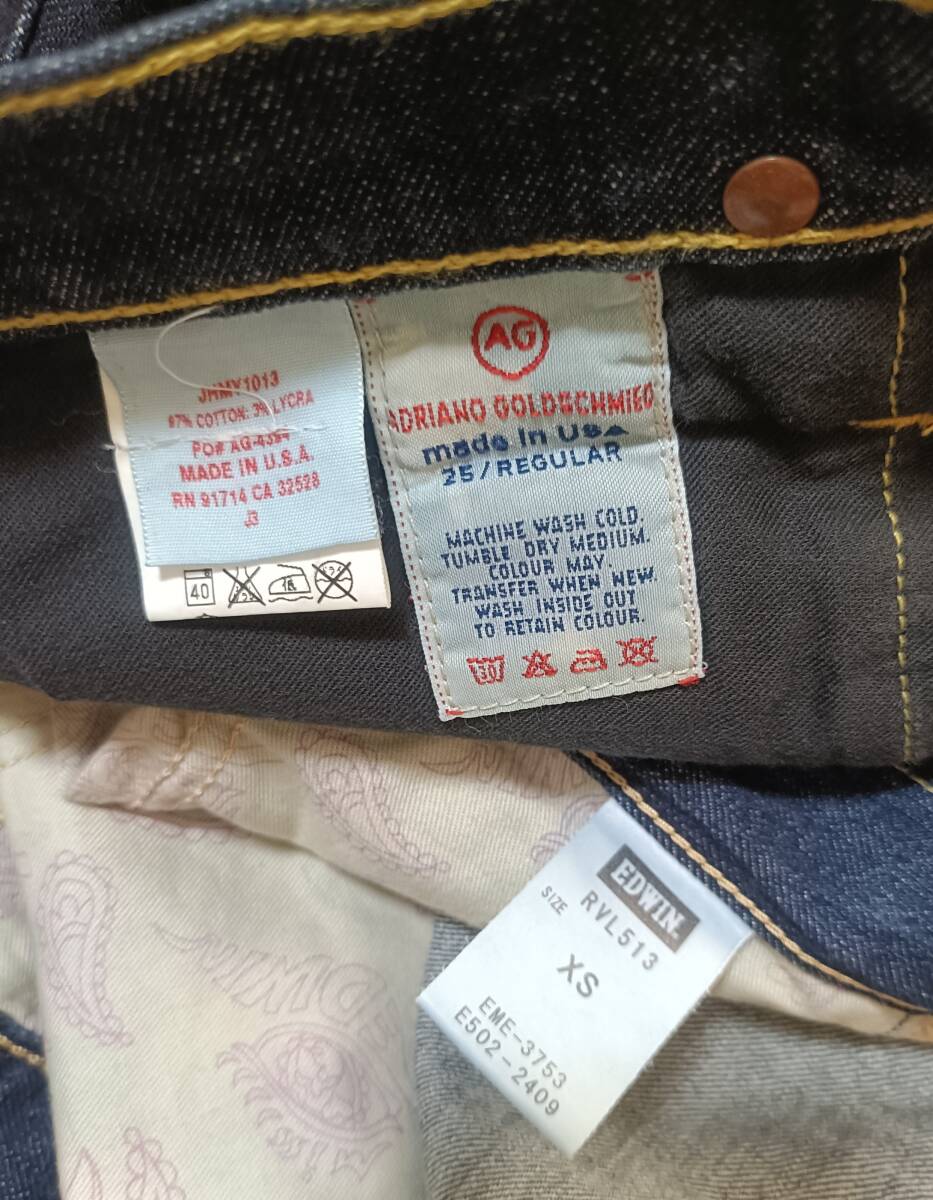 JHMY1013
97% COTTON: 3% LYCRA
PO# AG-4394
MADE IN U.S.A.
RN 91714 CA 32528
J3
40
AG
ADRIANO GOLDSCHMIED
made in USA
25/REGULAR
MACHINE WASH COLD.
TUMBLE DRY MEDIUM.
COLOUR MAY.
TRANSFER WHEN NEW.
WASH INSIDE OUT
TO RETAIN COLOUR.
30
EDWIN
EDWIN.
RVL513
SIZE
XS
EME-3753
E502-2409